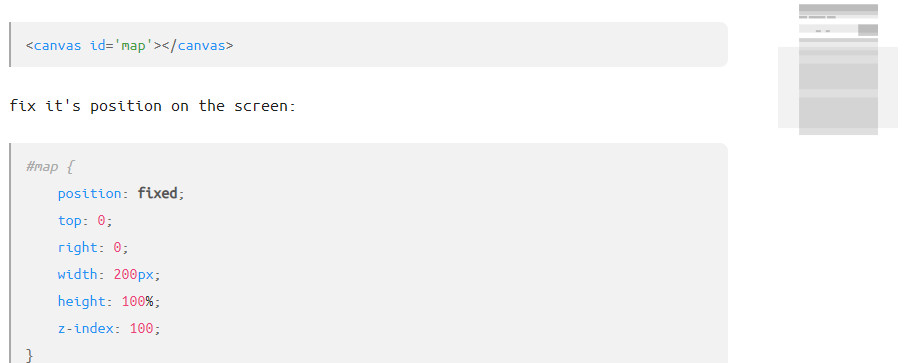 <canvas id='map'></canvas>
fix it's position on the screen:
#map {
position: fixed;
top: 0;
right: 0;
width: 200px;
height: 100%;
z-index: 100;
}